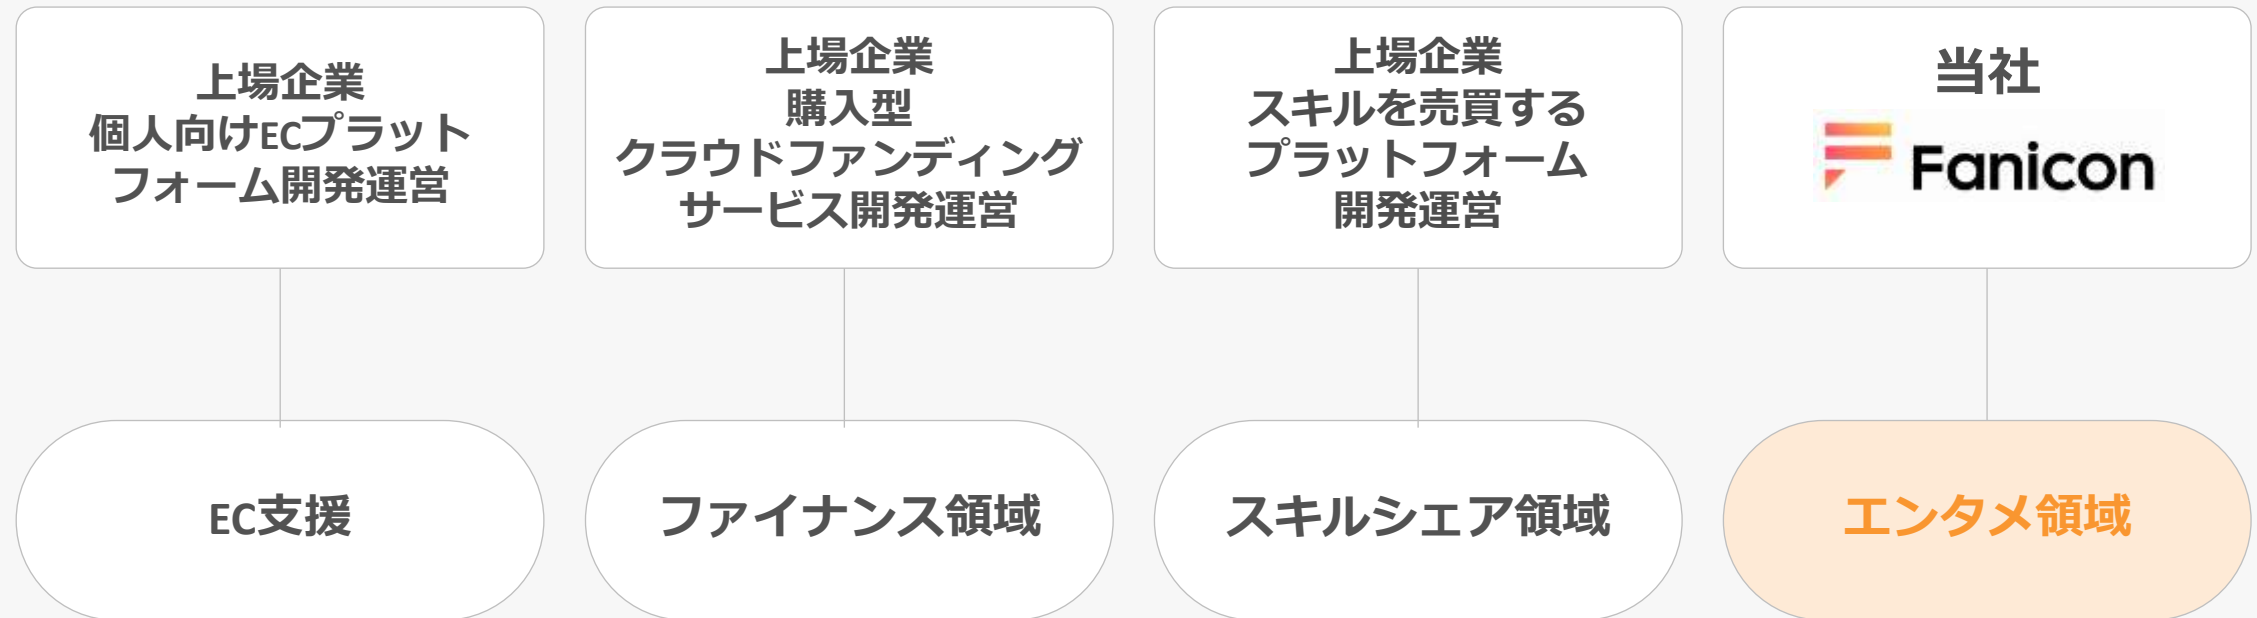 上場企業
個人向けECプラット
フォーム開発運営
上場企業
購入型
クラウドファンディング
サービス開発運営
上場企業
スキルを売買する
プラットフォーム
開発運営
当社
Fanicon
EC支援
ファイナンス領域
スキルシェア領域
エンタメ領域